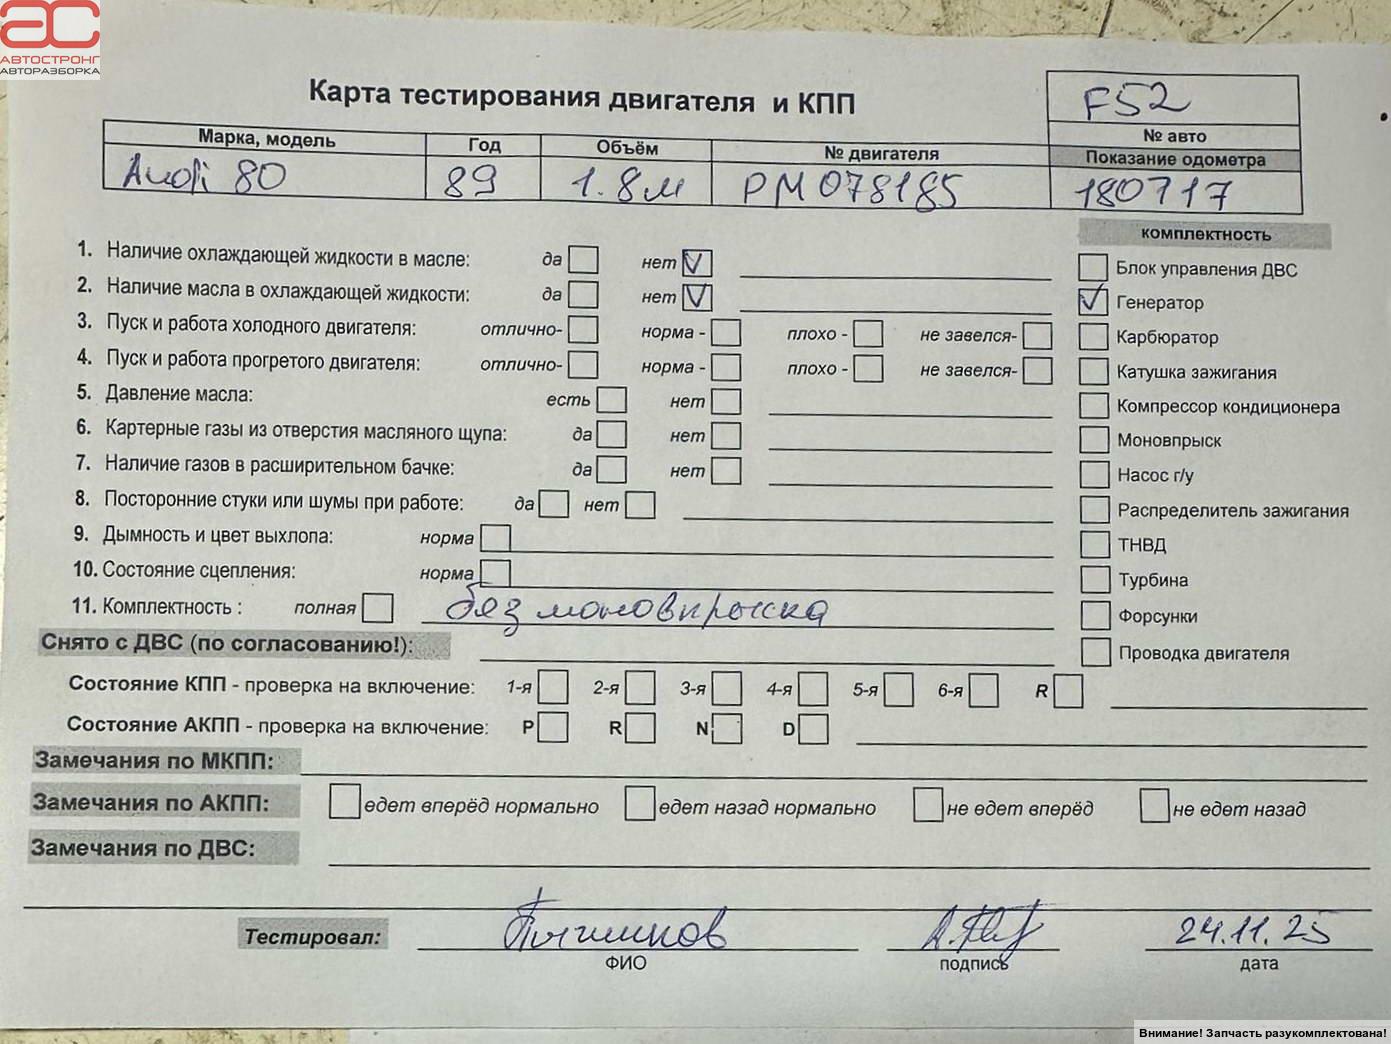 АВТОСТРОНГ
АВТОРАЗБОРКА
Карта тестирования двигателя и КПП
F52
№ авто
Марка, модель Год Объём № двигателя Показание одометра
Audi 80 89 1.8м PM078185 180717
комплектность
1. Наличие охлаждающей жидкости в масле: да нет
Блок управления ДВС
2. Наличие масла в охлаждающей жидкости: да нет
Генератор
3. Пуск и работа холодного двигателя: отлично- норма - плохо - не завелся-
Карбюратор
4. Пуск и работа прогретого двигателя: отлично- норма - плохо - не завелся-
Катушка зажигания
5. Давление масла: есть нет
Компрессор кондиционера
6. Картерные газы из отверстия масляного щупа: да нет
Моновпрыск
7. Наличие газов в расширительном бачке: да нет
Насос г/у
8. Посторонние стуки или шумы при работе: да нет
Распределитель зажигания
9. Дымность и цвет выхлопа: норма
ТНВД
10. Состояние сцепления: норма
Турбина
11. Комплектность : полная без моновпрыска
Форсунки
Снято с ДВС (по согласованию!):
Проводка двигателя
Состояние КПП - проверка на включение: 1-я 2-я 3-я 4-я 5-я 6-я R
Состояние АКПП - проверка на включение: P R N D
Замечания по МКПП:
Замечания по АКПП: едет вперёд нормально едет назад нормально не едет вперёд не едет назад
Замечания по ДВС:
Тестировал: 24.11.25
ФИО подпись дата
Внимание! Запчасть разукомплектована!